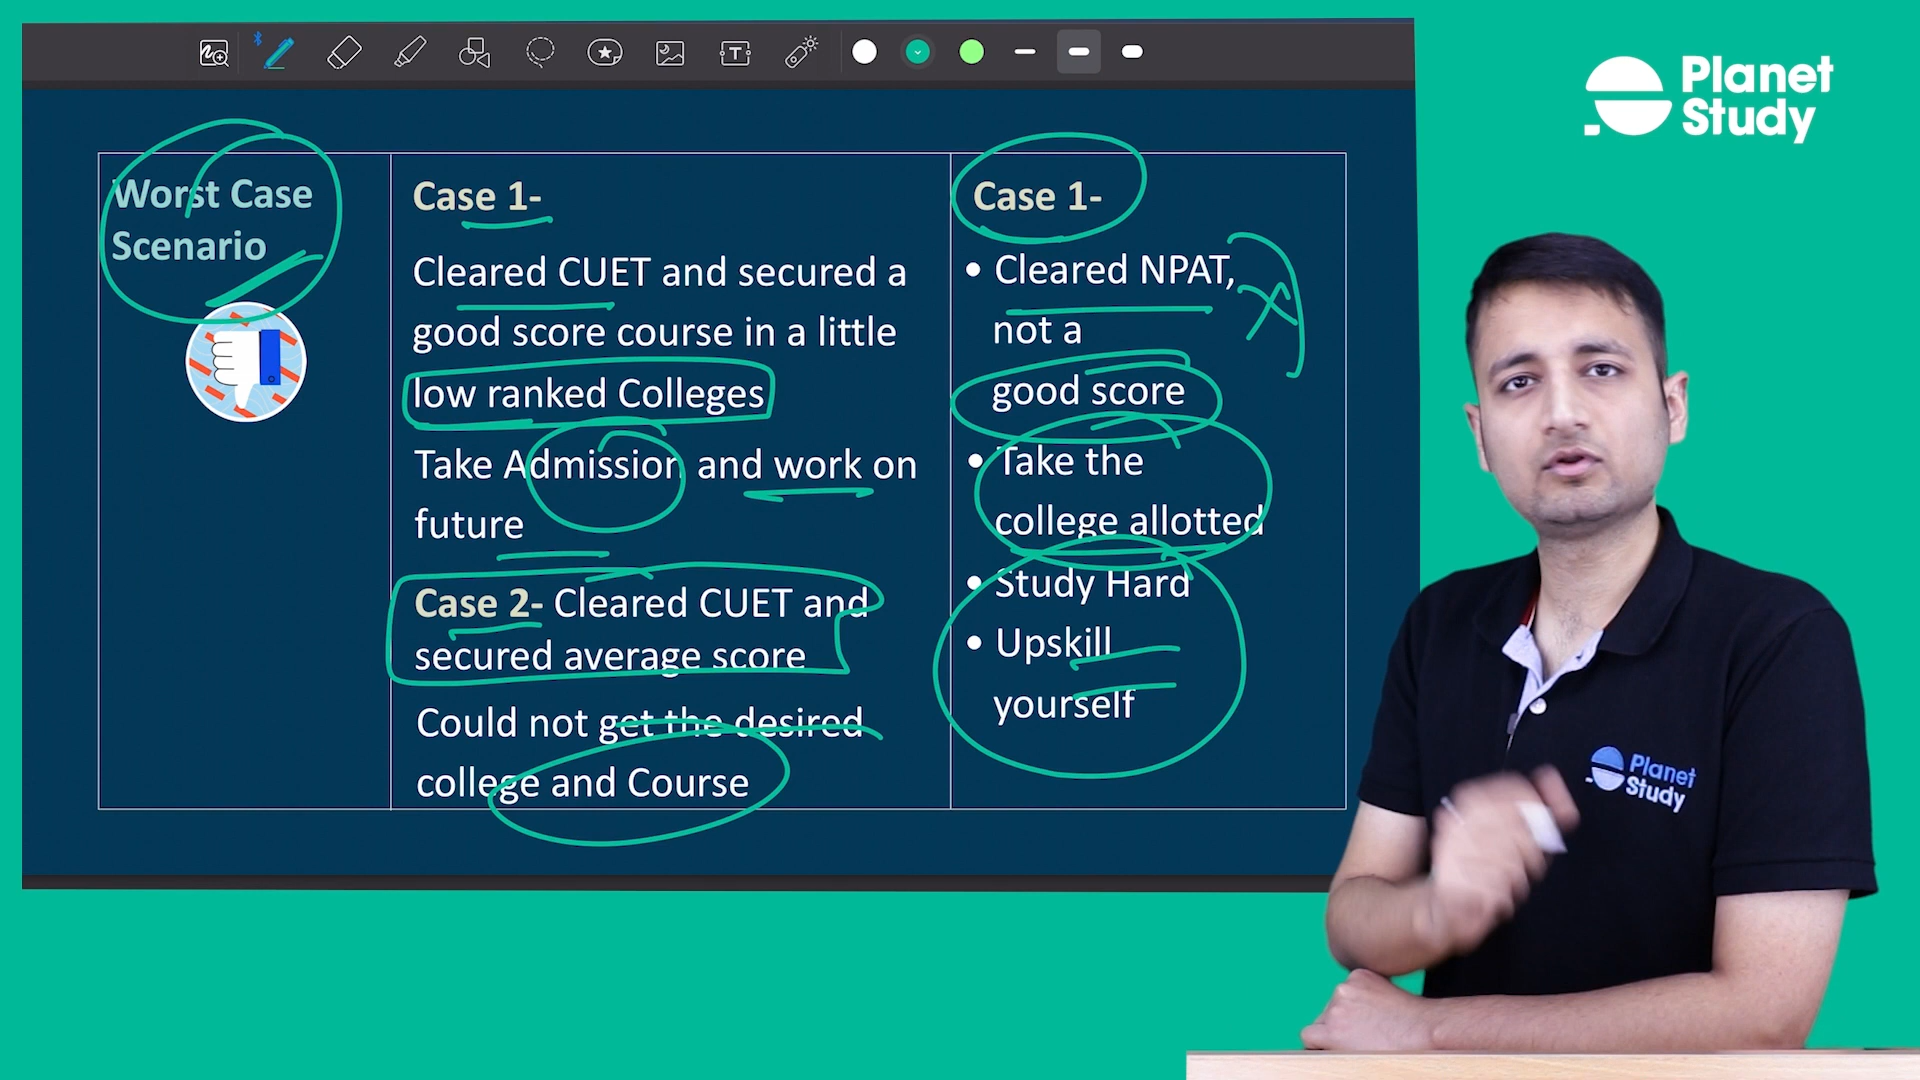 Planet
Study
Worst Case
Scenario
Case 1-
Cleared CUET and secured a
good score course in a little
low ranked Colleges
Take Admission and work on
future
Case 2- Cleared CUET and
secured average score
Could not get the desired
college and Course
Case 1-
• Cleared NPAT,
not a
good score
• Take the
college allotted
• Study Hard
• Upskill
yourself
Planet
Study